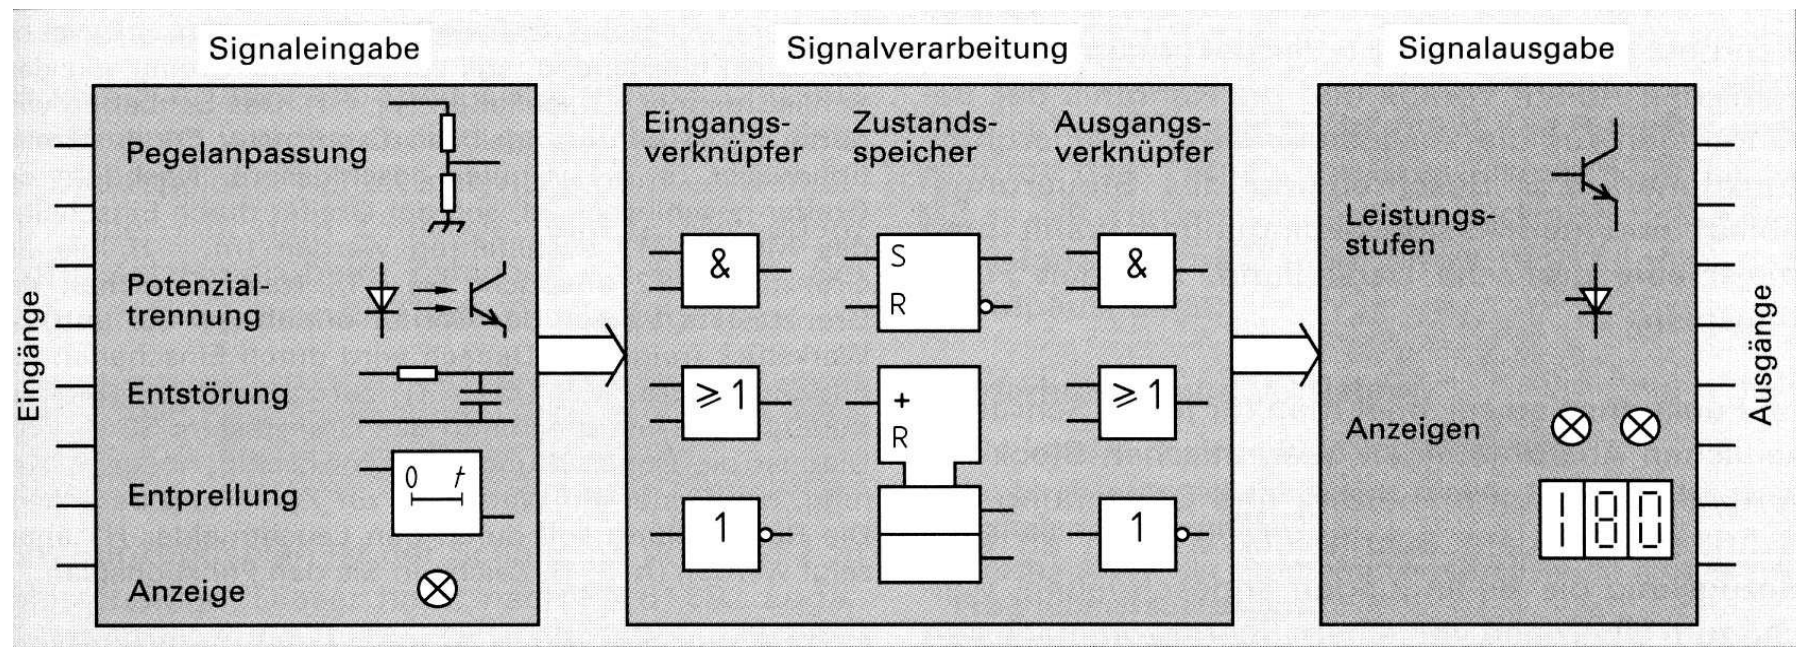 Signaleingabe
Signalverarbeitung
Signalausgabe
Eingänge
Pegelanpassung
Potenzial-
trennung
Entstörung
Entprellung
0 t
Anzeige
Eingangs-
verknüpfer
Zustands-
speicher
Ausgangs-
verknüpfer
&
S
R
&
≥1
+
R
≥1
1
1
Leistungs-
stufen
Anzeigen
180
Ausgänge